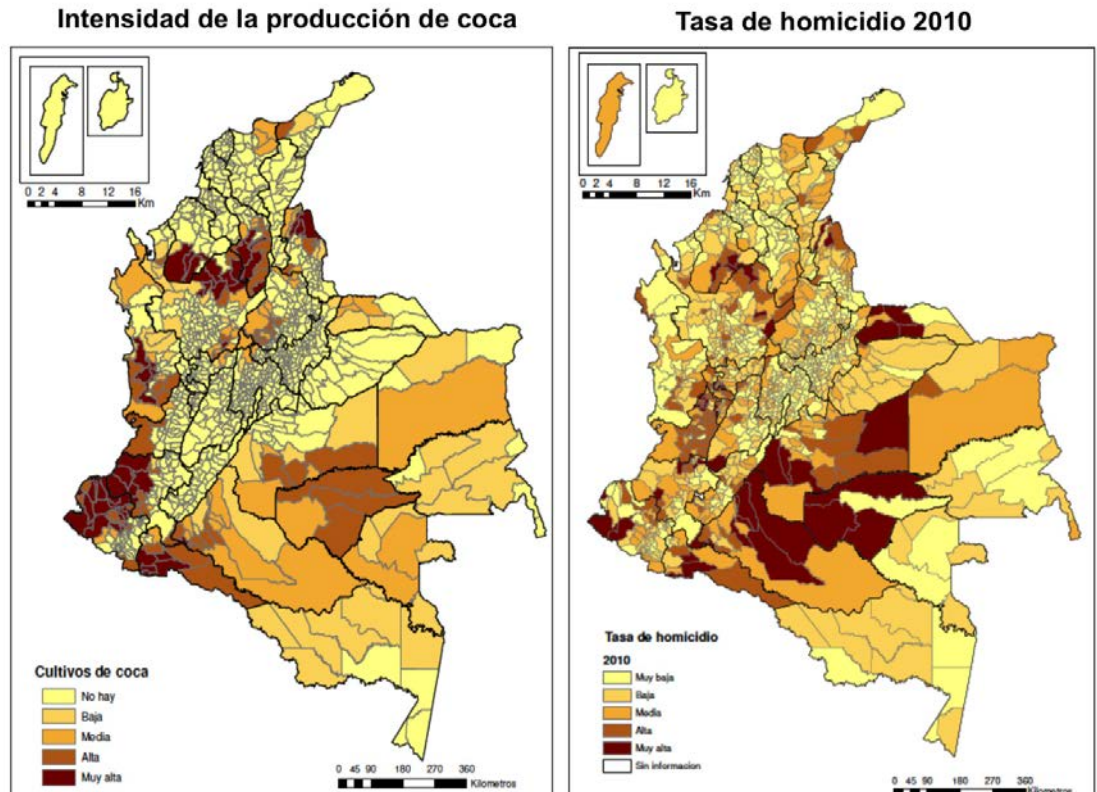 Intensidad de la producción de coca
Tasa de homicidio 2010
0 2 4 8 12 16
Km
Cultivos de coca
No hay
Baja
Media
Alta
Muy alta
0 45 90 180 270 360
Kilometros
0 2 4 8 12 16
Km
Tasa de homicidio
2010
Muy baja
Baja
Media
Alta
Muy alta
Sin informacion
0 45 90 180 270 360
Kilometros